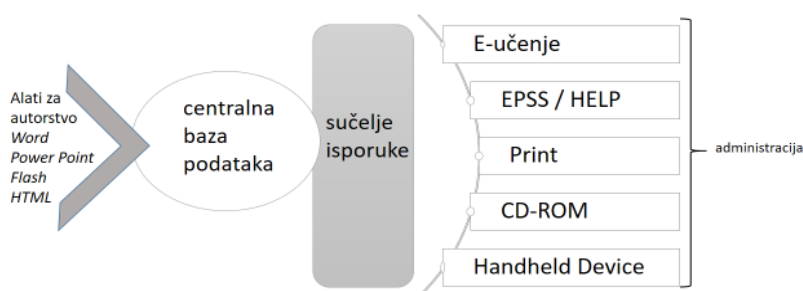 Alati za
autorstvo
Word
Power Point
Flash
HTML
centralna
baza
podataka
sučelje
isporuke
E-učenje
EPSS / HELP
Print
CD-ROM
Handheld Device
administracija